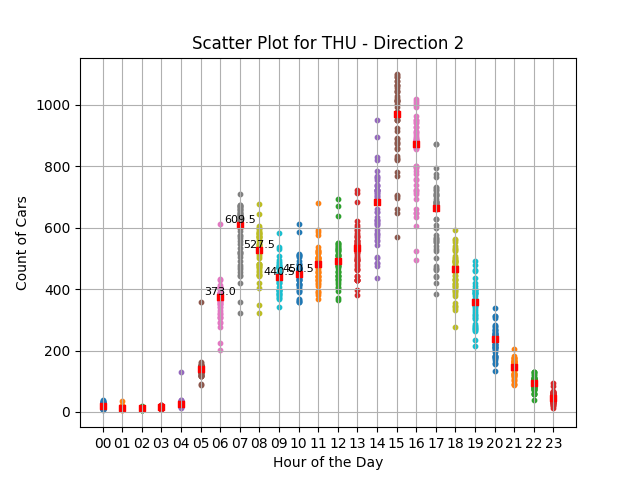 Scatter Plot for THU - Direction 2
Count of Cars
1000
800
600
400
200
0
609.5
527.5
440.5
450.5
373.0
00 01 02 03 04 05 06 07 08 09 10 11 12 13 14 15 16 17 18 19 20 21 22 23
Hour of the Day